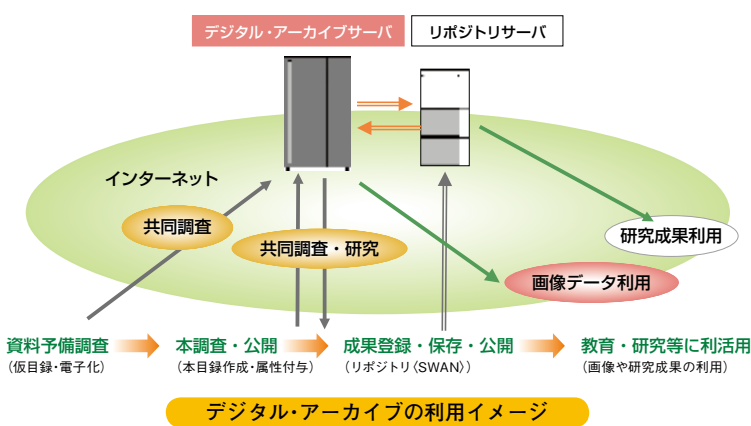 デジタル・アーカイブサーバ
リポジトリサーバ
インターネット
共同調査
共同調査・研究
研究成果利用
画像データ利用
資料予備調査
(仮目録・電子化)
本調査・公開
(本目録作成・属性付与)
成果登録・保存・公開
(リポジトリ〈SWAN〉)
教育・研究等に利活用
(画像や研究成果の利用)
デジタル・アーカイブの利用イメージ